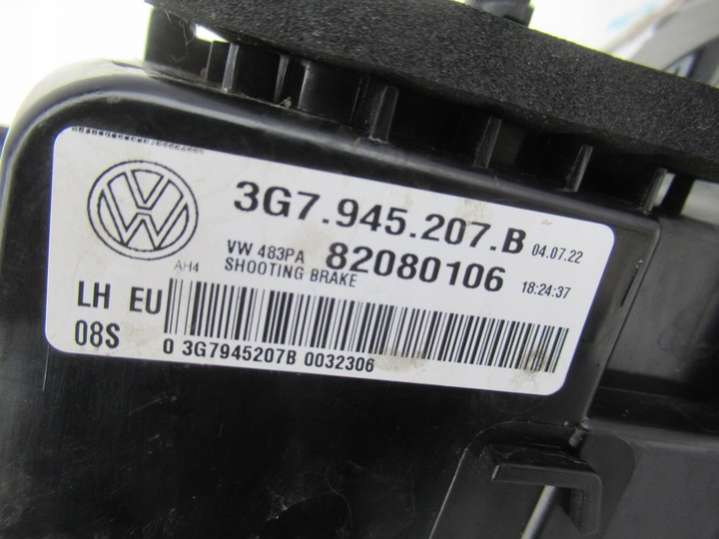 3G7.945.207.B 04.07.22
VW 483PA 82080106 18:24:37
AH4 SHOOTING BRAKE
LH EU
08S 0 3G7945207B 0032306